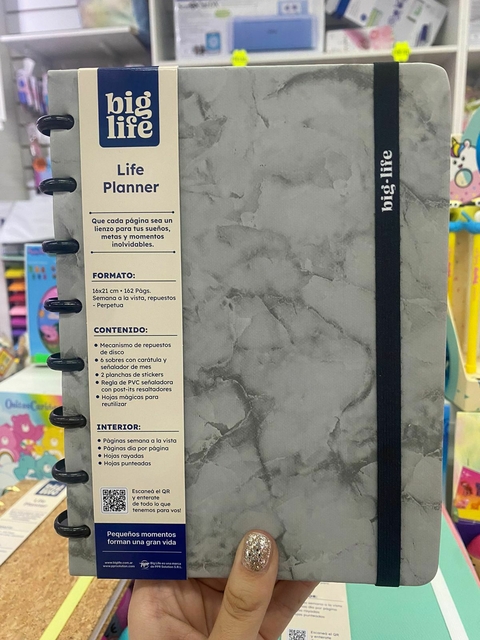 big
life
Life
Planner
Que cada página sea un
lienzo para tus sueños,
metas y momentos
inolvidables.
FORMATO:
16x21 cm • 162 Págs.
Semana a la vista, repuestos
- Perpetua
CONTENIDO:
• Mecanismo de repuestos
de disco
• 6 sobres con carátula y
señalador de mes
• 2 planchas de stickers
• Regla de PVC señaladora
con post-its resaltadores
• Hojas mágicas para
reutilizar
INTERIOR:
• Páginas semana a la vista
• Páginas día por página
• Hojas rayadas
• Hojas punteadas
Escaneá el QR
y enterate
de todo lo que
tenemos para vos!
Pequeños momentos
forman una gran vida
big·life